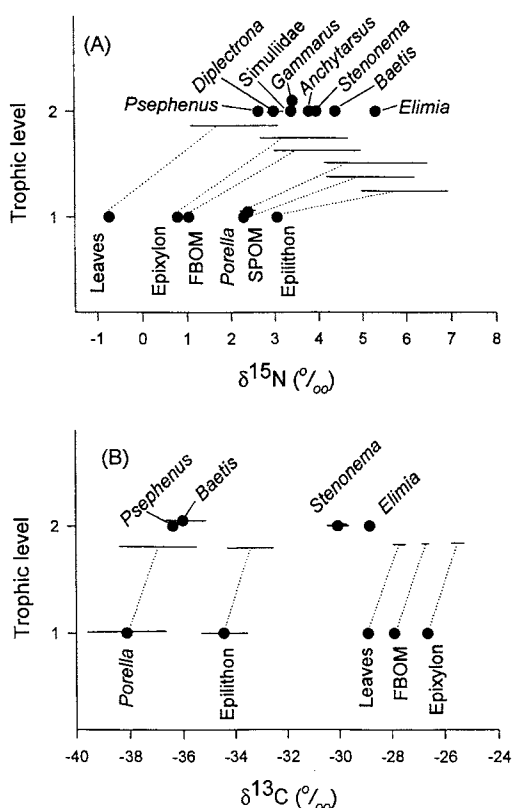 (A)
Psephenus
Diplectrona
Simuliidae
Gammarus
Anchytarsus
Stenonema
Baetis
Elimia
Trophic level
2
1
Leaves
Epixylon
FBOM
Porella
SPOM
Epilithon
-1 0 1 2 3 4 5 6 7 8
δ15N (o/oo)
(B)
Psephenus
Baetis
Stenonema
Elimia
Trophic level
2
1
Porella
Epilithon
Leaves
FBOM
Epixylon
-40 -38 -36 -34 -32 -30 -28 -26 -24
δ13C (o/oo)